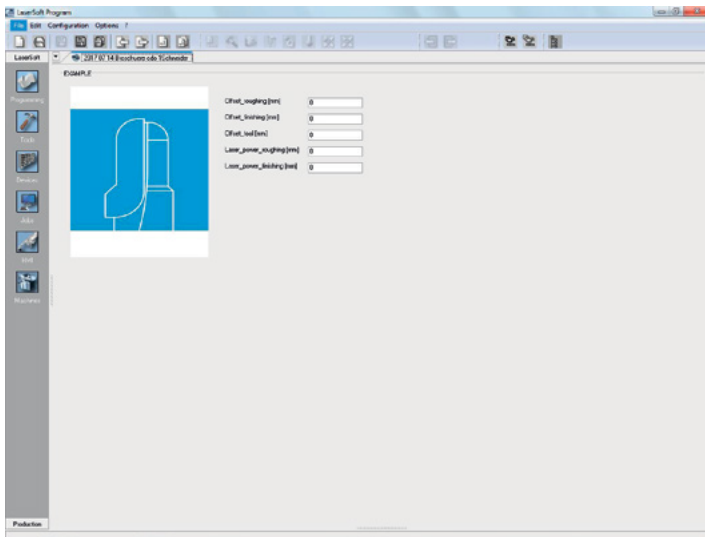 LaserSoft Program
File Edit Configuration Options ?
LaserSoft
EXAMPLE
Programming
Tools
Devices
Jobs
Machines
Production
Offset_roughing [mm] 0
Offset_finishing [mm] 0
Offset_tool [mm] 0
Laser_power_roughing [mm] 0
Laser_power_finishing [mm] 0